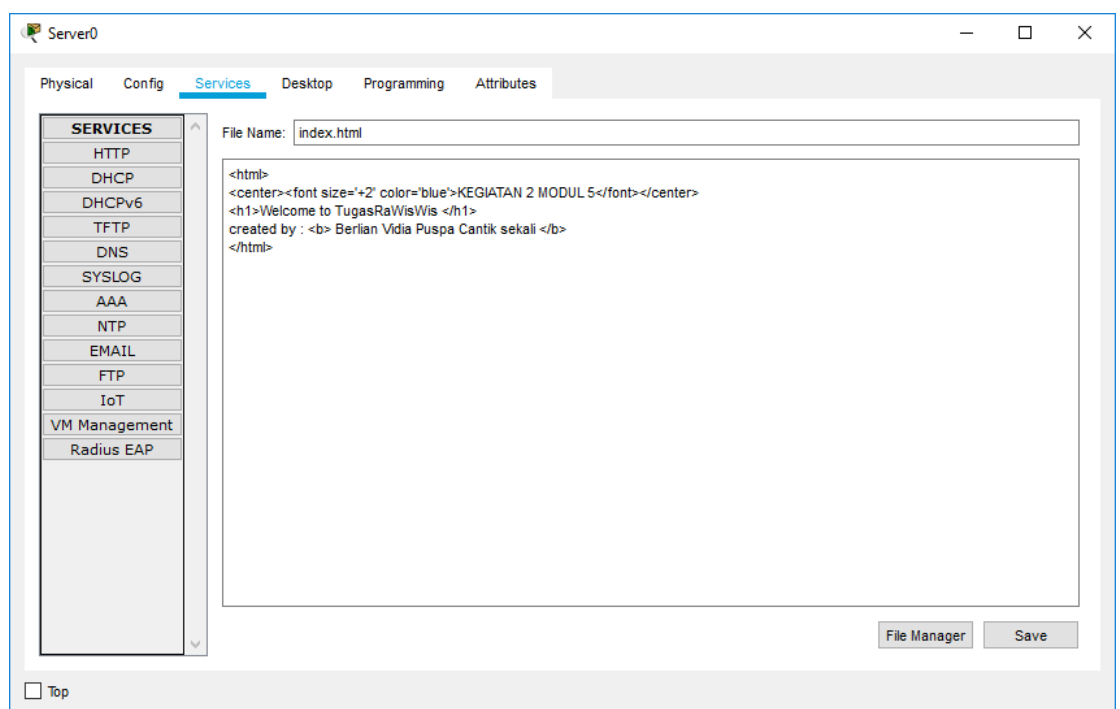 Server0
Physical Config Services Desktop Programming Attributes
SERVICES
HTTP
DHCP
DHCPv6
TFTP
DNS
SYSLOG
AAA
NTP
EMAIL
FTP
IoT
VM Management
Radius EAP
File Name: index.html
<html>
<center><font size='+2' color='blue'>KEGIATAN 2 MODUL 5</font></center>
<h1>Welcome to TugasRaWisWis </h1>
created by : <b> Berlian Vidia Puspa Cantik sekali </b>
</html>
File Manager Save
Top